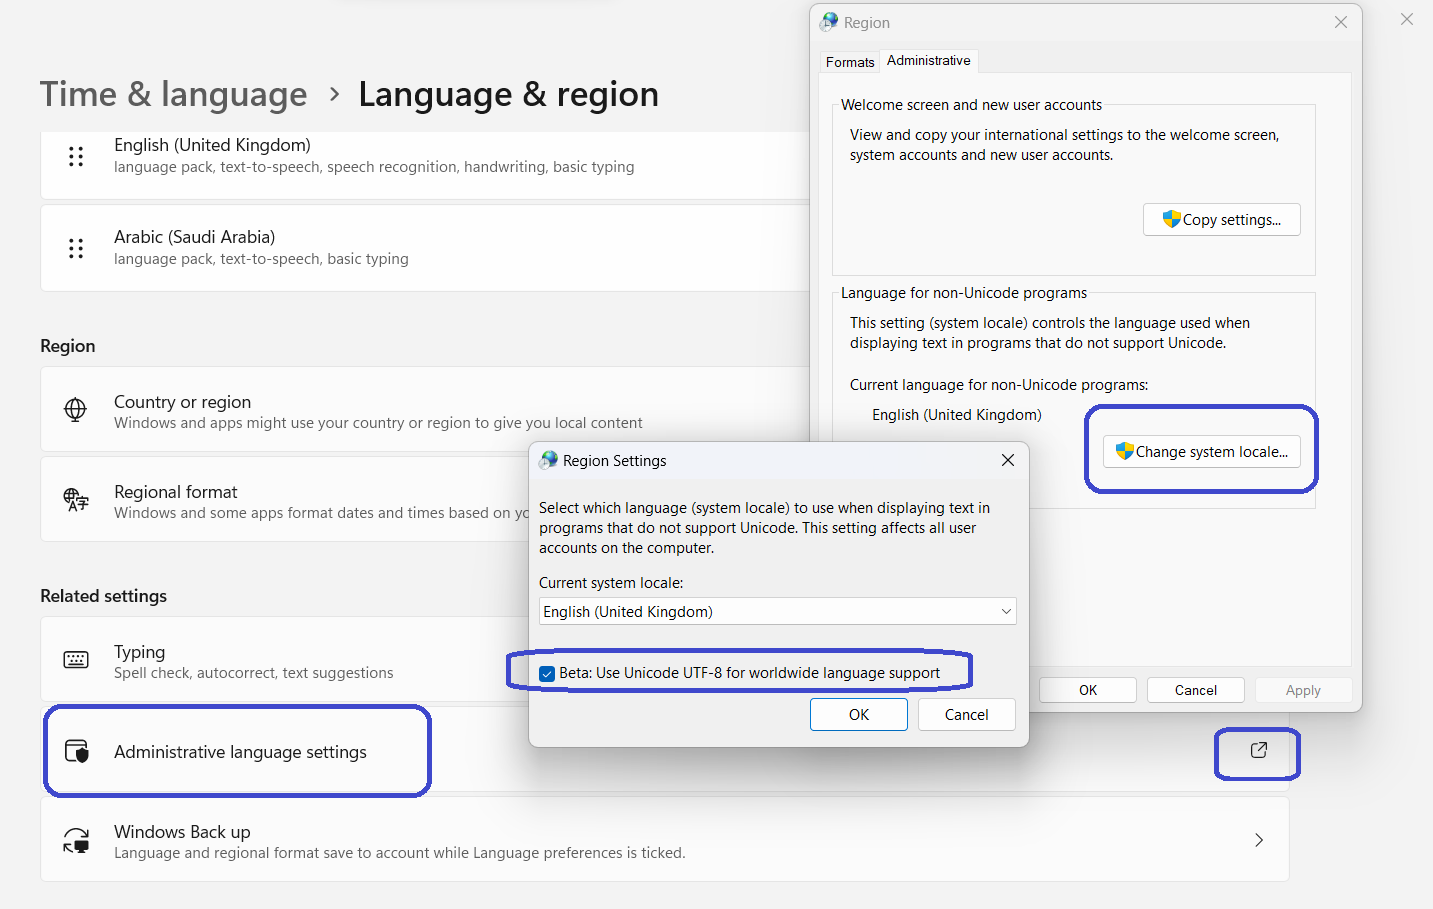 Time & language > Language & region
English (United Kingdom)
language pack, text-to-speech, speech recognition, handwriting, basic typing
Arabic (Saudi Arabia)
language pack, text-to-speech, basic typing
Region
Country or region
Windows and apps might use your country or region to give you local content
Regional format
Windows and some apps format dates and times based on yo
Related settings
Typing
Spell check, autocorrect, text suggestions
Administrative language settings
Windows Back up
Language and regional format save to account while Language preferences is ticked.
Region
Formats
Administrative
Welcome screen and new user accounts
View and copy your international settings to the welcome screen,
system accounts and new user accounts.
Copy settings...
Language for non-Unicode programs
This setting (system locale) controls the language used when
displaying text in programs that do not support Unicode.
Current language for non-Unicode programs:
English (United Kingdom)
Change system locale...
OK
Cancel
Apply
Region Settings
Select which language (system locale) to use when displaying text in
programs that do not support Unicode. This setting affects all user
accounts on the computer.
Current system locale:
English (United Kingdom)
Beta: Use Unicode UTF-8 for worldwide language support
OK
Cancel